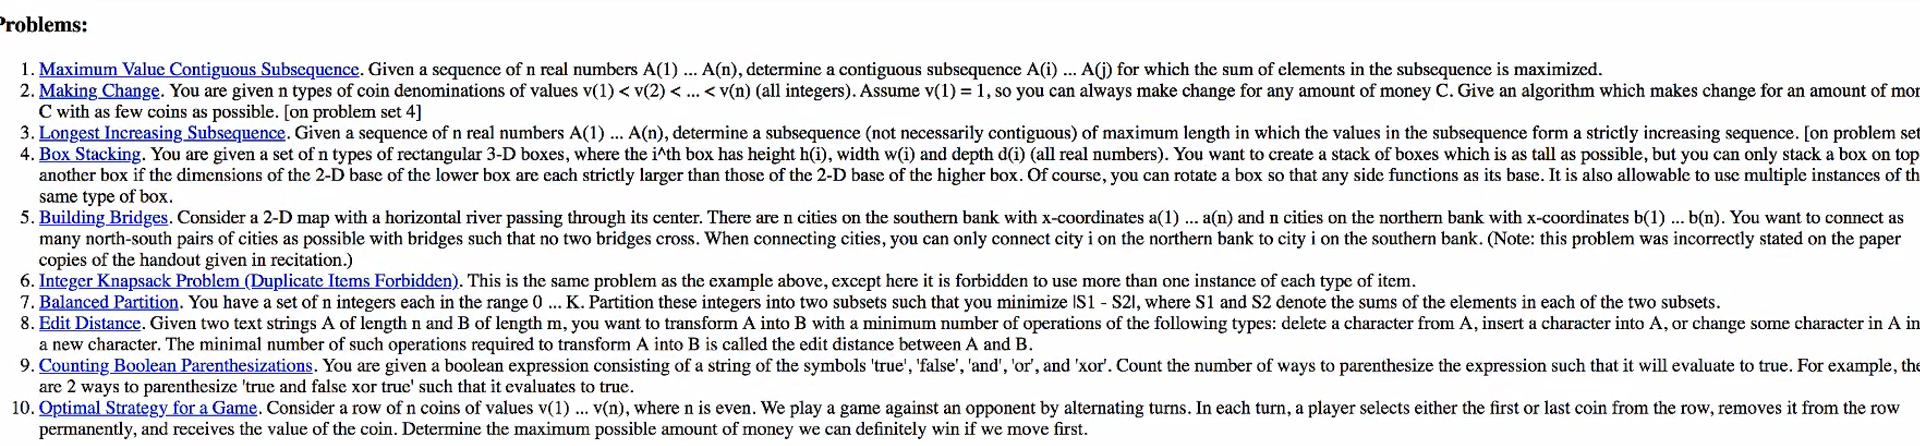 Problems:
1. Maximum Value Contiguous Subsequence. Given a sequence of n real numbers A(1) ... A(n), determine a contiguous subsequence A(i) ... A(j) for which the sum of elements in the subsequence is maximized.
2. Making Change. You are given n types of coin denominations of values v(1) < v(2) < ... < v(n) (all integers). Assume v(1) = 1, so you can always make change for any amount of money C. Give an algorithm which makes change for an amount of
C with as few coins as possible. [on problem set 4]
3. Longest Increasing Subsequence. Given a sequence of n real numbers A(1) ... A(n), determine a subsequence (not necessarily contiguous) of maximum length in which the values in the subsequence form a strictly increasing sequence. [on problem set
4. Box Stacking. You are given a set of n types of rectangular 3-D boxes, where the i^th box has height h(i), width w(i) and depth d(i) (all real numbers). You want to create a stack of boxes which is as tall as possible, but you can only stack a box on top
another box if the dimensions of the 2-D base of the lower box are each strictly larger than those of the 2-D base of the higher box. Of course, you can rotate a box so that any side functions as its base. It is also allowable to use multiple instances of
same type of box.
5. Building Bridges. Consider a 2-D map with a horizontal river passing through its center. There are n cities on the southern bank with x-coordinates a(1) ... a(n) and n cities on the northern bank with x-coordinates b(1) ... b(n). You want to connect as
many north-south pairs of cities as possible with bridges such that no two bridges cross. When connecting cities, you can only connect city i on the northern bank to city i on the southern bank. (Note: this problem was incorrectly stated on the paper
copies of the handout given in recitation.)
6. Integer Knapsack Problem (Duplicate Items Forbidden). This is the same problem as the example above, except here it is forbidden to use more than one instance of each type of item.
7. Balanced Partition. You have a set of n integers each in the range 0 ... K. Partition these integers into two subsets such that you minimize |S1 - S2|, where S1 and S2 denote the sums of the elements in each of the two subsets.
8. Edit Distance. Given two text strings A of length n and B of length m, you want to transform A into B with a minimum number of operations of the following types: delete a character from A, insert a character into A, or change some character in A
a new character. The minimal number of such operations required to transform A into B is called the edit distance between A and B.
9. Counting Boolean Parenthesizations. You are given a boolean expression consisting of a string of the symbols 'true', 'false', 'and', 'or', and 'xor'. Count the number of ways to parenthesize the expression such that it will evaluate to true. For example,
are 2 ways to parenthesize 'true and false xor true' such that it evaluates to true.
10. Optimal Strategy for a Game. Consider a row of n coins of values v(1) ... v(n), where n is even. We play a game against an opponent by alternating turns. In each turn, a player selects either the first or last coin from the row, removes it from the row
permanently, and receives the value of the coin. Determine the maximum possible amount of money we can definitely win if we move first.